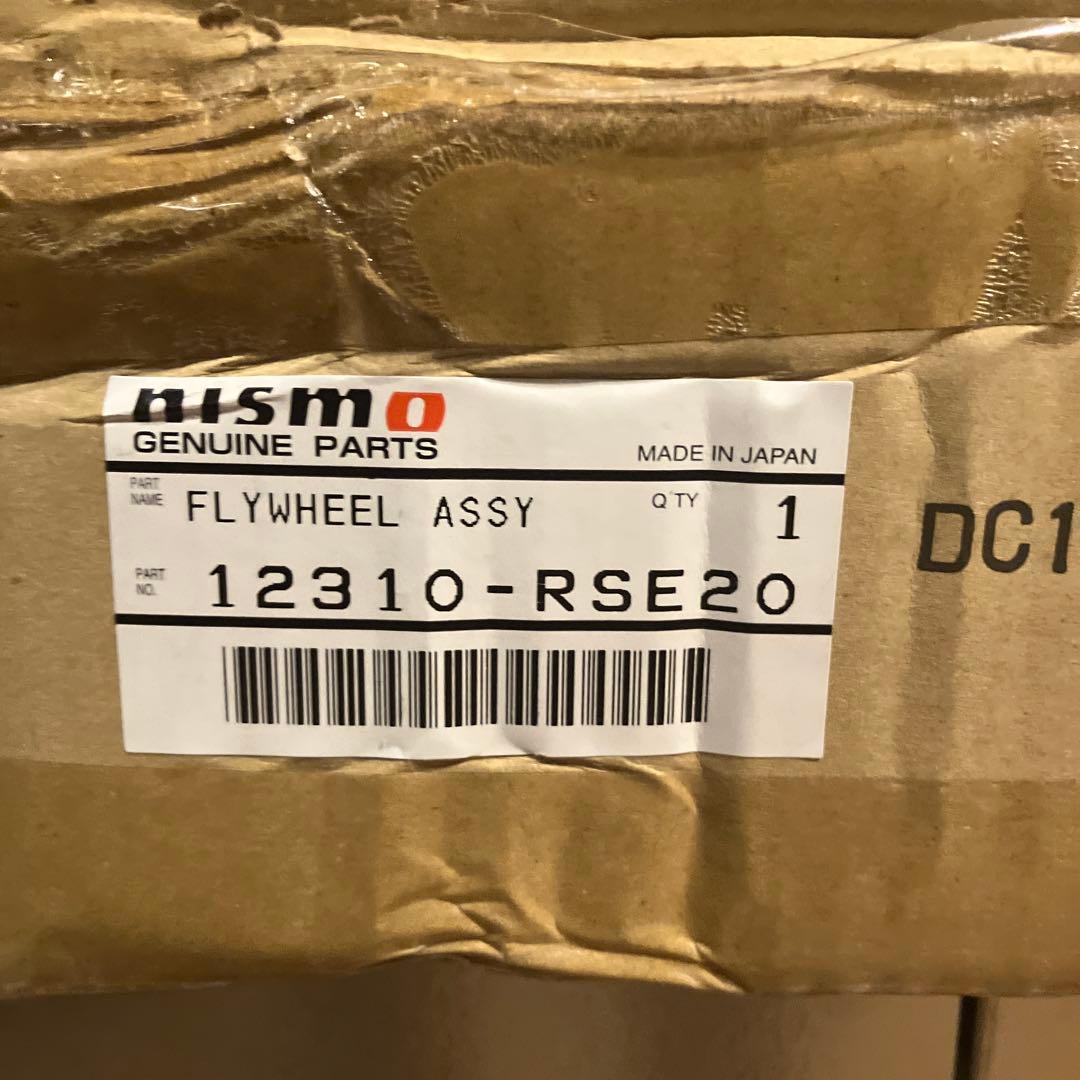 nismo
GENUINE PARTS
MADE IN JAPAN
PART NAME
FLYWHEEL ASSY
Q'TY
1
PART NO.
12310-RSE20
DC1